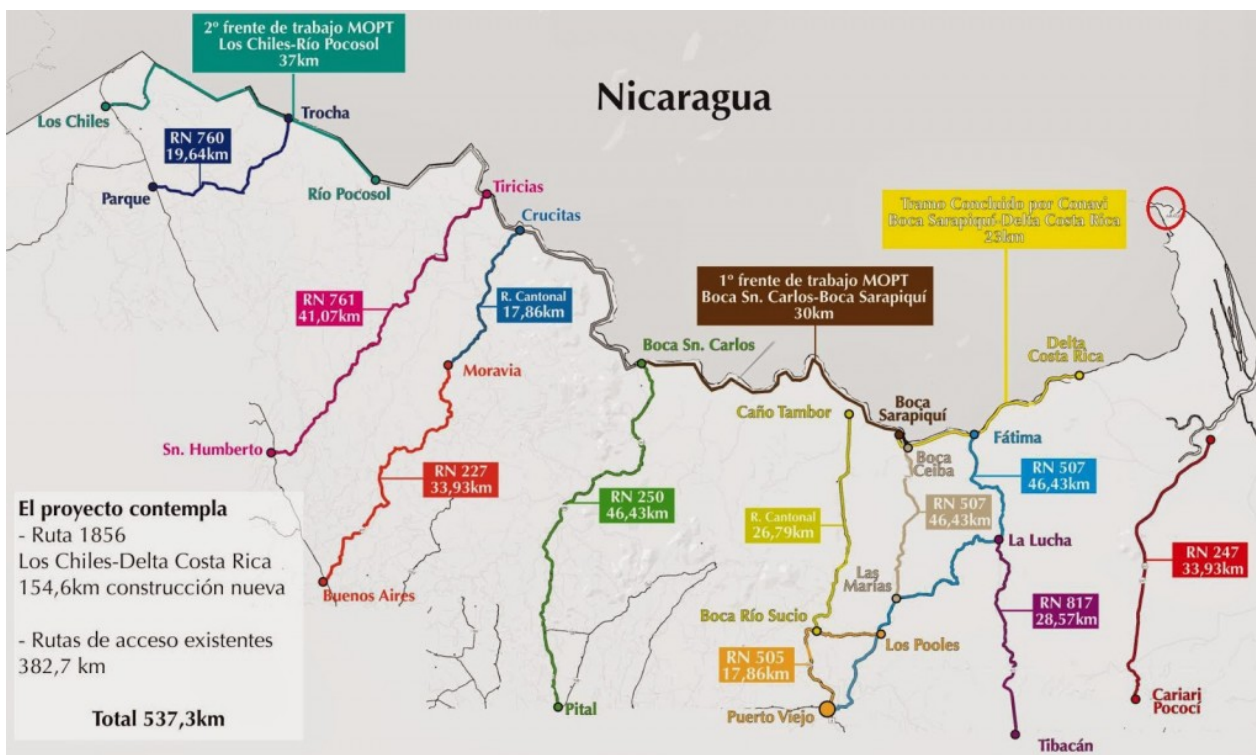 2º frente de trabajo MOPT
Los Chiles-Río Pocosol
37km
Nicaragua
Los Chiles
Trocha
RN 760
19,64km
Parque
Río Pocosol
Tiricias
Crucitas
Tramo Concluido por Conavi
Boca Sarapiquí-Delta Costa Rica
23km
RN 761
41,07km
R. Cantonal
17,86km
1º frente de trabajo MOPT
Boca Sn. Carlos-Boca Sarapiquí
30km
Boca Sn. Carlos
Delta
Costa Rica
Moravia
Caño Tambor
Boca
Sarapiquí
Fátima
Sn. Humberto
Boca
Ceiba
RN 227
33,93km
RN 507
46,43km
RN 250
46,43km
R. Cantonal
26,79km
RN 507
46,43km
La Lucha
RN 247
33,93km
El proyecto contempla
- Ruta 1856
Los Chiles-Delta Costa Rica
154,6km construcción nueva
- Rutas de acceso existentes
382,7 km
Total 537,3km
Buenos Aires
Las
Marías
Boca Río Sucio
RN 817
28,57km
Los Pooles
RN 505
17,86km
Pital
Puerto Viejo
Cariari
Pococí
Tibacán